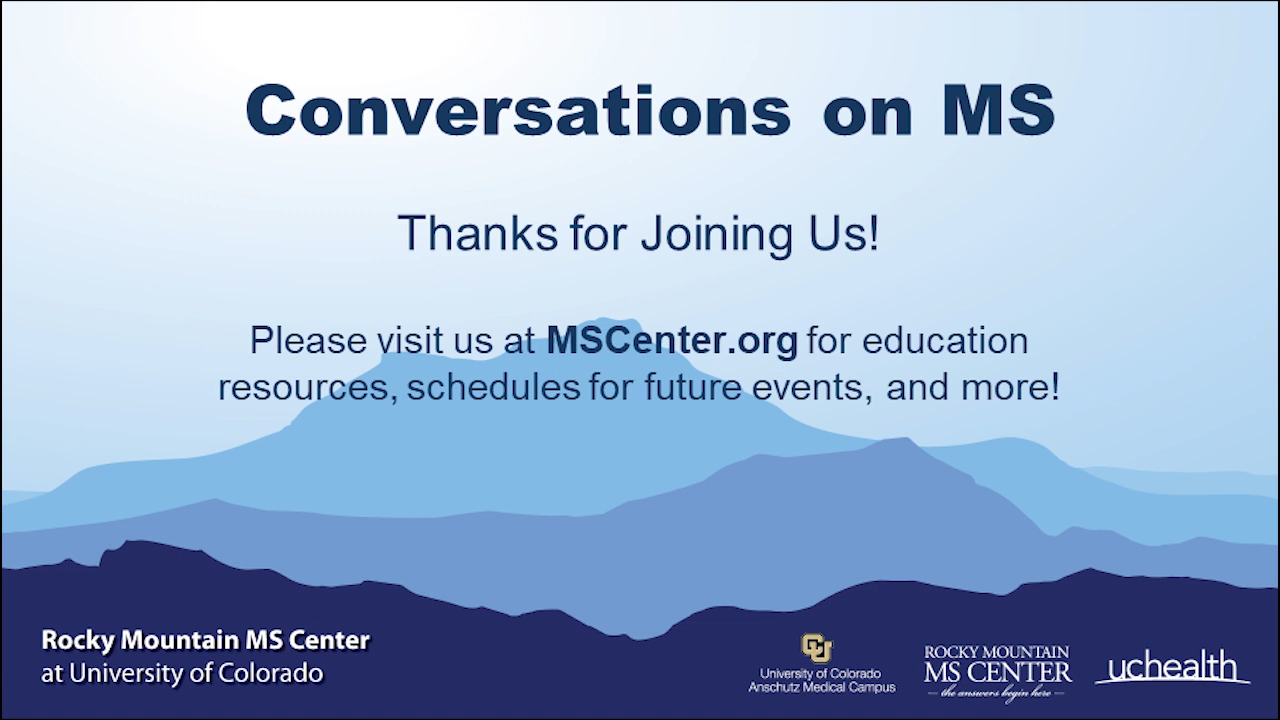 Conversations on MS
Thanks for Joining Us!
Please visit us at MSCenter.org for education
resources, schedules for future events, and more!
Rocky Mountain MS Center
at University of Colorado
CU
University of Colorado
Anschutz Medical Campus
ROCKY MOUNTAIN
MS CENTER
the answers begin here
uchealth